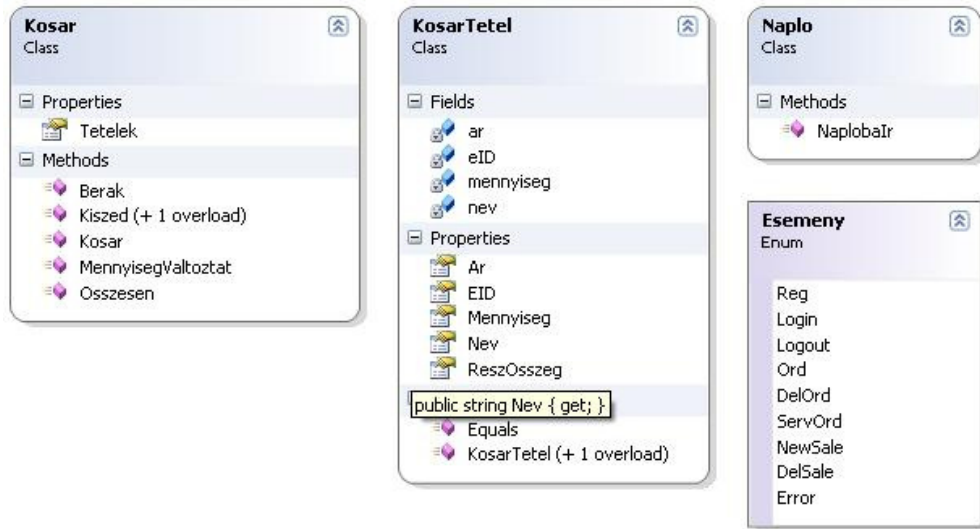 Kosar
Class
Properties
Tetelek
Methods
Berak
Kiszed (+ 1 overload)
Kosar
MennyisegValtoztat
Osszesen
KosarTetel
Class
Fields
ar
eID
mennyiseg
nev
Properties
Ar
EID
Mennyiseg
Nev
ReszOsszeg
public string Nev { get; }
Equals
KosarTetel (+ 1 overload)
Naplo
Class
Methods
NaplobaIr
Esemeny
Enum
Reg
Login
Logout
Ord
DelOrd
ServOrd
NewSale
DelSale
Error